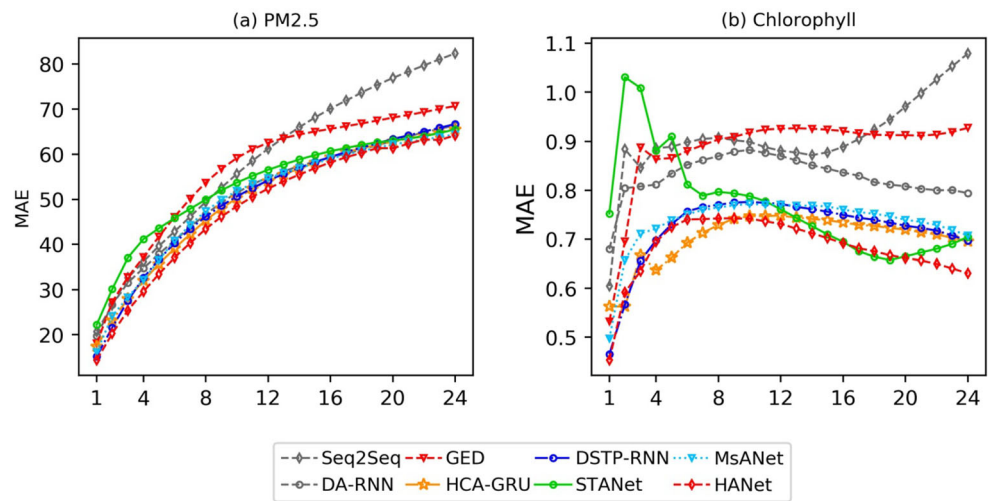 (a) PM2.5
(b) Chlorophyll
MAE
80
70
60
50
40
30
20
1 4 8 12 16 20 24
MAE
1.1
1.0
0.9
0.8
0.7
0.6
0.5
1 4 8 12 16 20 24
Seq2Seq GED DSTP-RNN MsANet
DA-RNN HCA-GRU STANet HANet